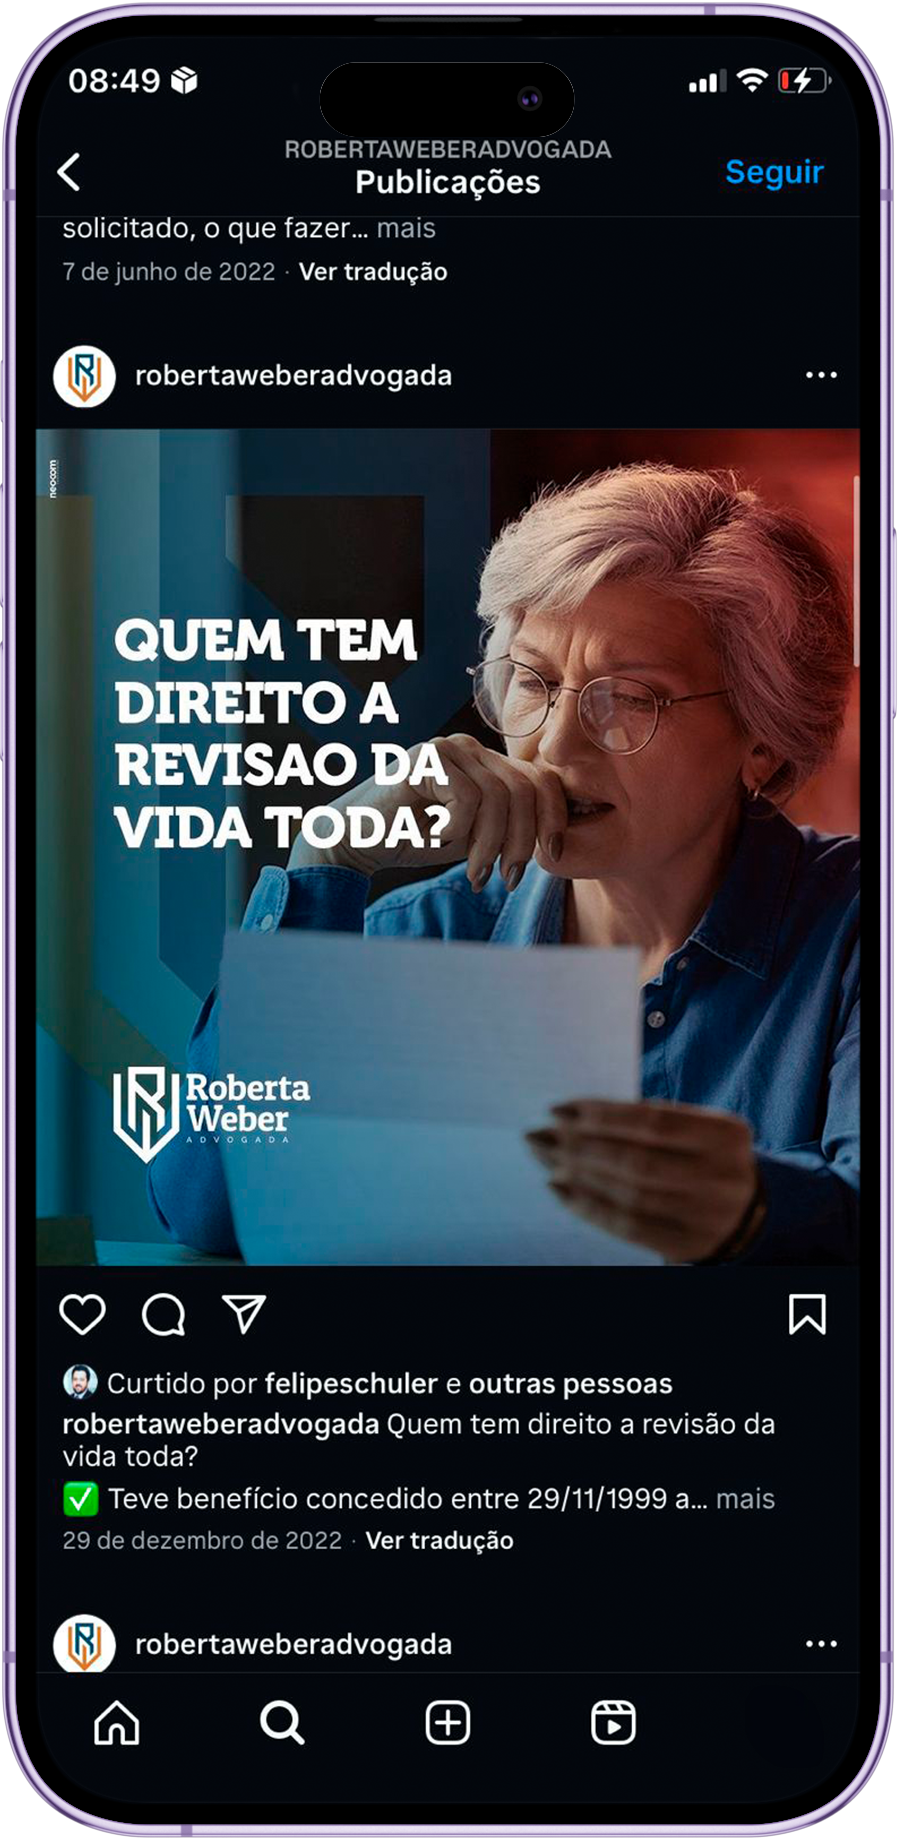 08:49
ROBERTAWEBERADVOGADA
Publicações
Seguir
solicitado, o que fazer... mais
7 de junho de 2022 · Ver tradução
robertaweberadvogada
neocom
QUEM TEM
DIREITO A
REVISAO DA
VIDA TODA?
Roberta
Weber
ADVOGADA
Curtido por felipeschuler e outras pessoas
robertaweberadvogada Quem tem direito a revisão da
vida toda?
✅ Teve benefício concedido entre 29/11/1999 a... mais
29 de dezembro de 2022 · Ver tradução
robertaweberadvogada